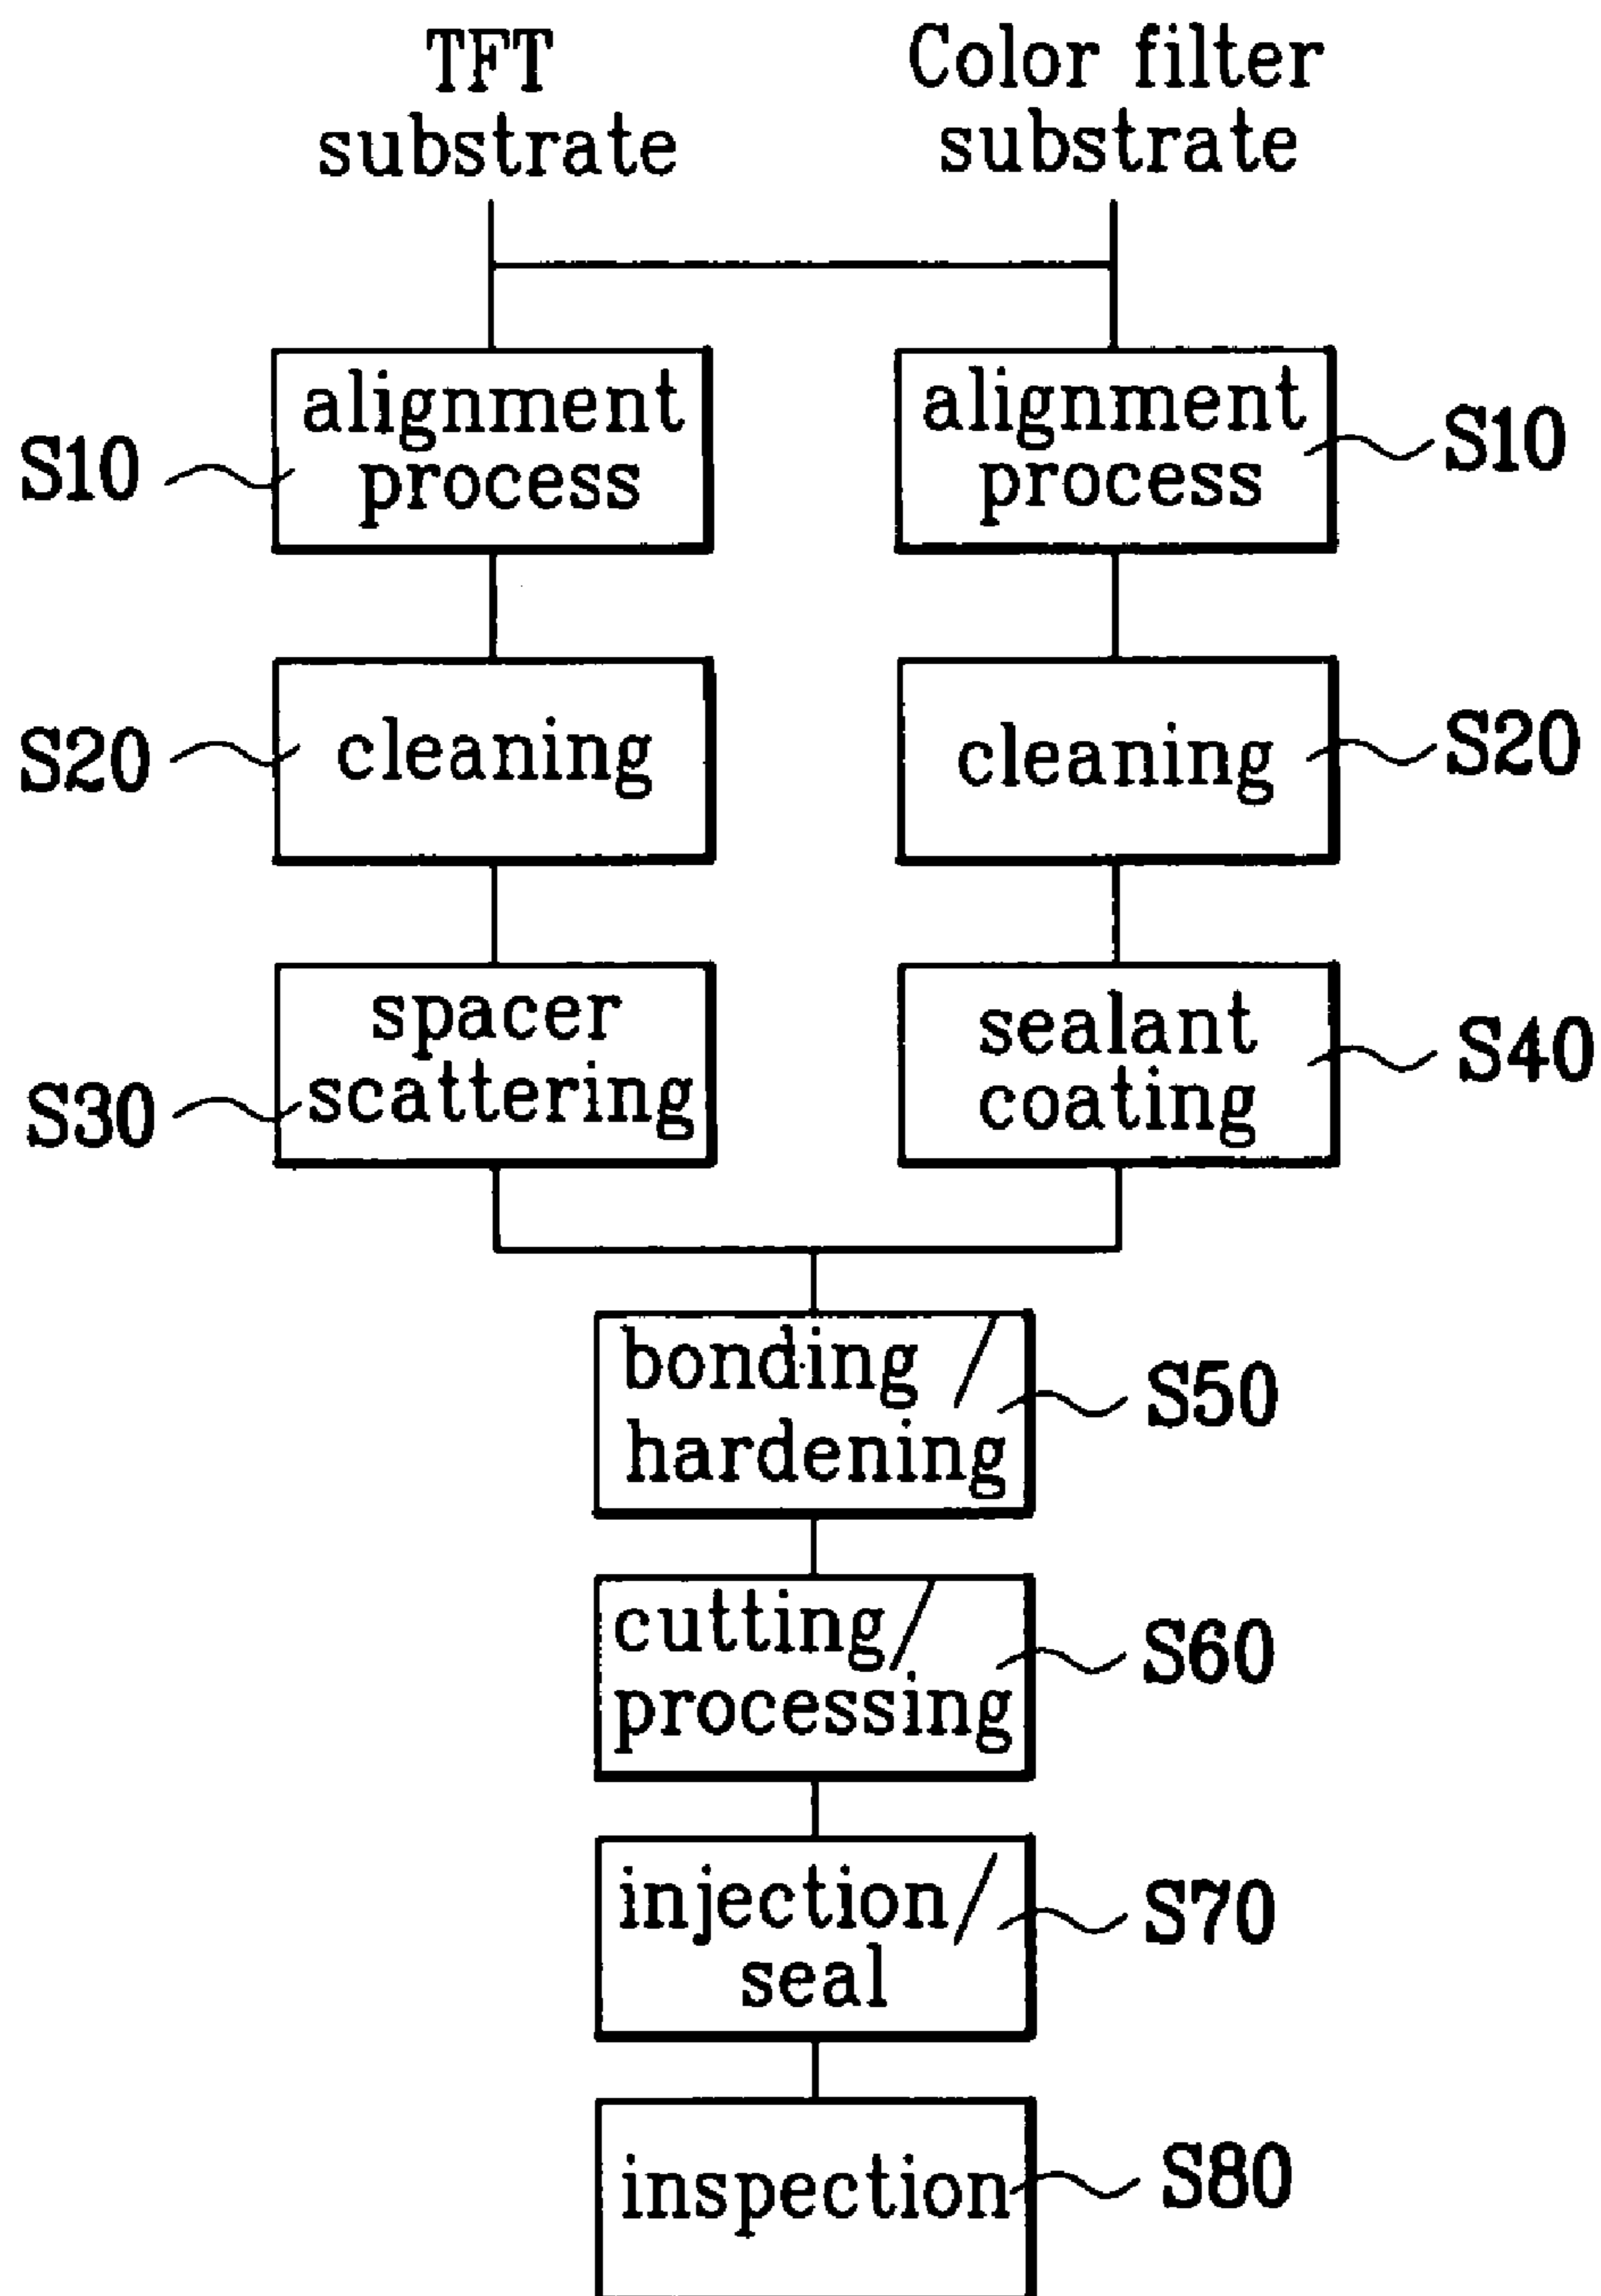 TFT
substrate
Color filter
substrate
S10
alignment
process
alignment
process
S10
S20
cleaning
cleaning
S20
S30
spacer
scattering
sealant
coating
S40
bonding /
hardening
S50
cutting/
processing
S60
injection/
seal
S70
inspection
S80